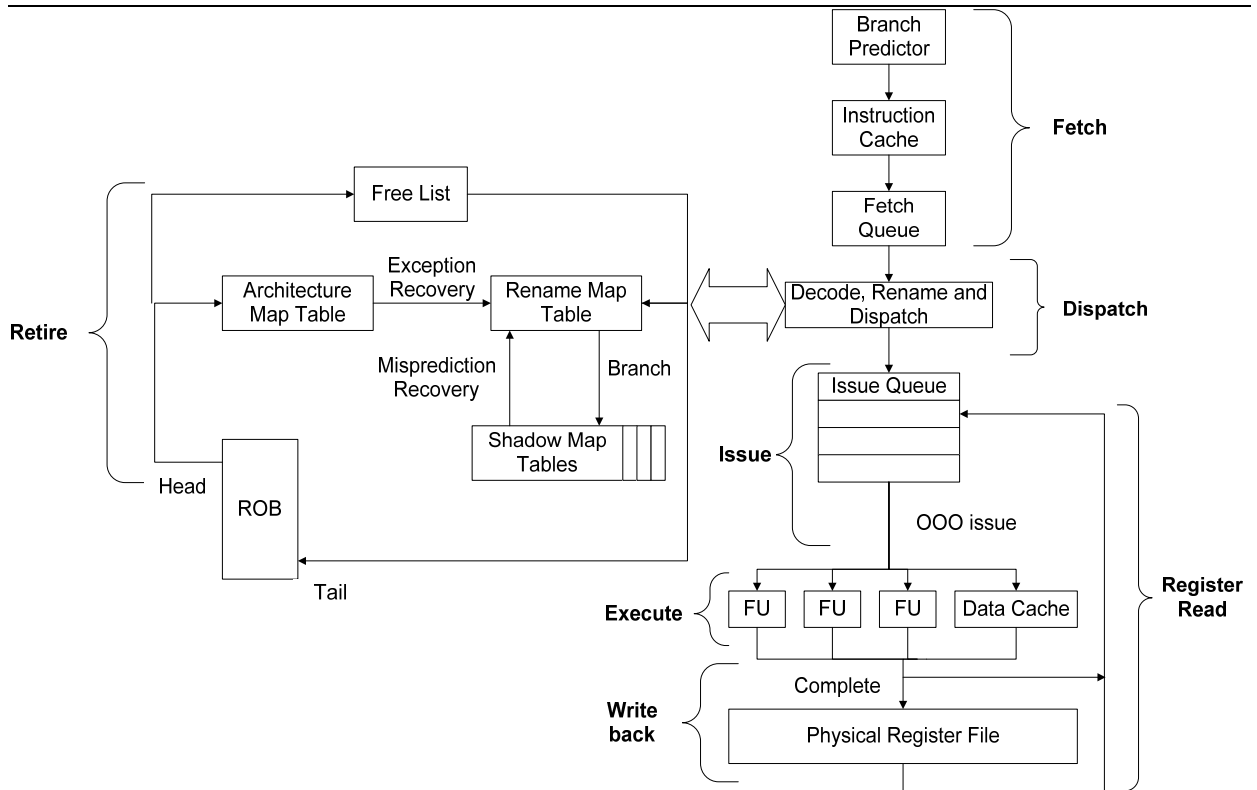 Branch
Predictor
Instruction
Cache
Fetch
Free List
Fetch
Queue
Exception
Recovery
Architecture
Map Table
Rename Map
Table
Decode, Rename and
Dispatch
Dispatch
Retire
Misprediction
Recovery
Branch
Issue Queue
Shadow Map
Tables
Issue
Head
ROB
OOO issue
Tail
Execute
FU
FU
FU
Data Cache
Register
Read
Complete
Write
back
Physical Register File